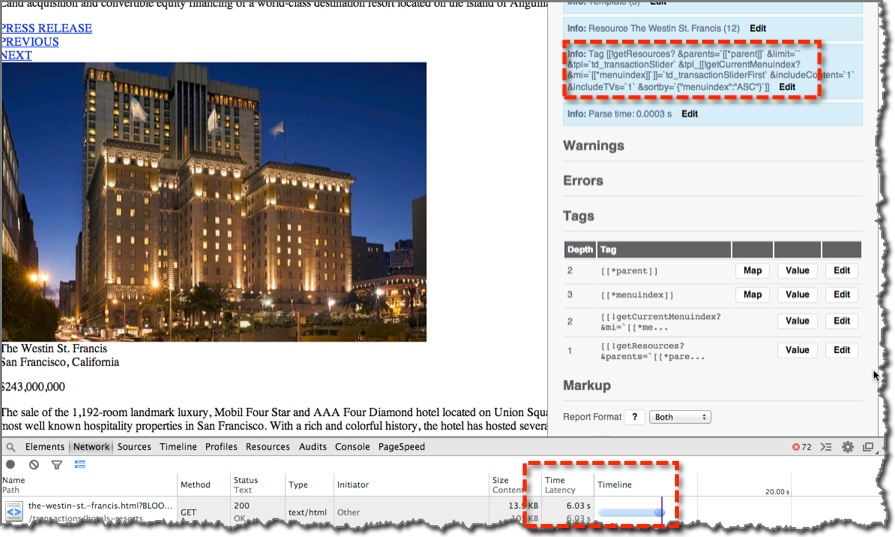 Land acquisition and convertible equity financing of a world-class destination resort located on the island of Anguilla
PRESS RELEASE
PREVIOUS
NEXT
The Westin St. Francis
San Francisco, California
$243,000,000
The sale of the 1,192-room landmark luxury, Mobil Four Star and AAA Four Diamond hotel located on Union Squa
most well known hospitality properties in San Francisco. With a rich and colorful history, the hotel has hosted severa
Info: Resource The Westin St. Francis (12) Edit
Info: Tag [[!getResources? &parents=`[[*parent]]` &limit=``
&tpl=`td_transactionSlider` &tpl_[[!getCurrentMenuindex?
&mi=`[[*menuindex]]`]]=`td_transactionSliderFirst` &includeContent=`1`
&includeTVs=`1` &sortby=`{"menuindex":"ASC"}`]] Edit
Info: Parse time: 0.0003 s Edit
Warnings
Errors
Tags
Depth Tag
2 [[*parent]] Map Value Edit
3 [[*menuindex]] Map Value Edit
2 [[!getCurrentMenuindex? Value Edit
&mi=`[[*me...
1 [[!getResources? Value Edit
&parents=`[[*pare...
Markup
Report Format ? Both
Elements Network Sources Timeline Profiles Resources Audits Console PageSpeed 72
Name Method Status Type Initiator Size Time Timeline
Path Text Content Latency 20.00 s
the-westin-st.-francis.html?BLOO... GET 200 text/html Other 13.9 KB 6.03 s
/transactions/hotels-resorts OK 6.03 s